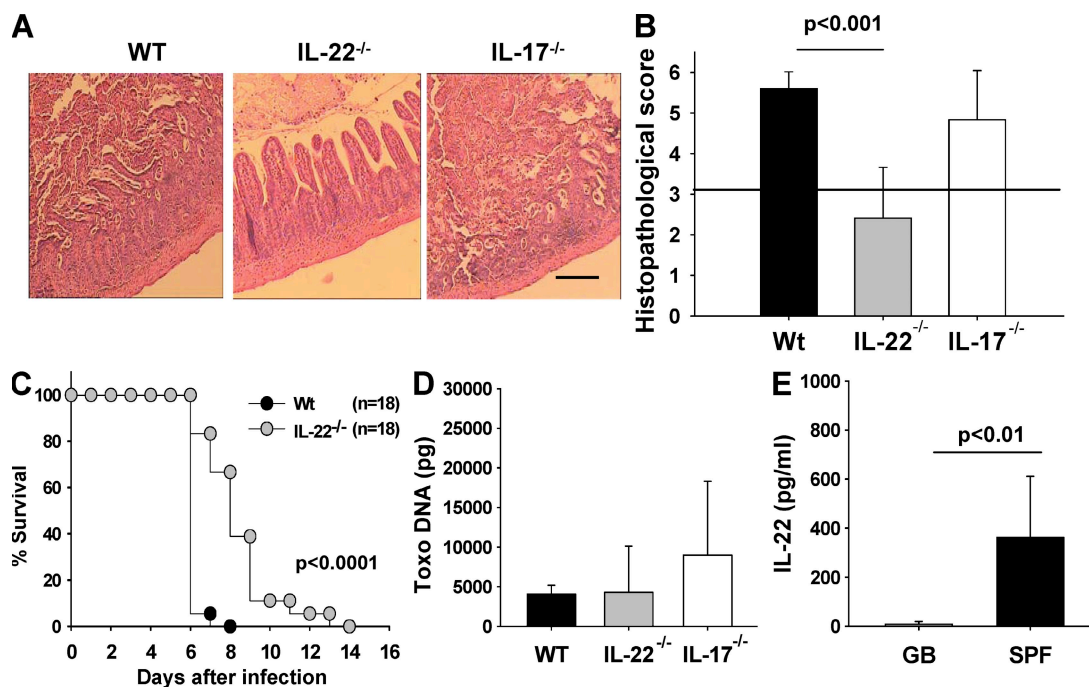 A
WT
IL-22-/-
IL-17-/-
B
p<0.001
Histopathological score
6
5
4
3
2
1
0
Wt
IL-22-/-
IL-17-/-
C
100
80
60
40
20
0
% Survival
Wt (n=18)
IL-22-/- (n=18)
p<0.0001
0 2 4 6 8 10 12 14 16
Days after infection
D
30000
25000
20000
15000
10000
5000
0
Toxo DNA (pg)
WT
IL-22-/-
IL-17-/-
E
1000
800
600
400
200
0
IL-22 (pg/ml)
p<0.01
GB
SPF